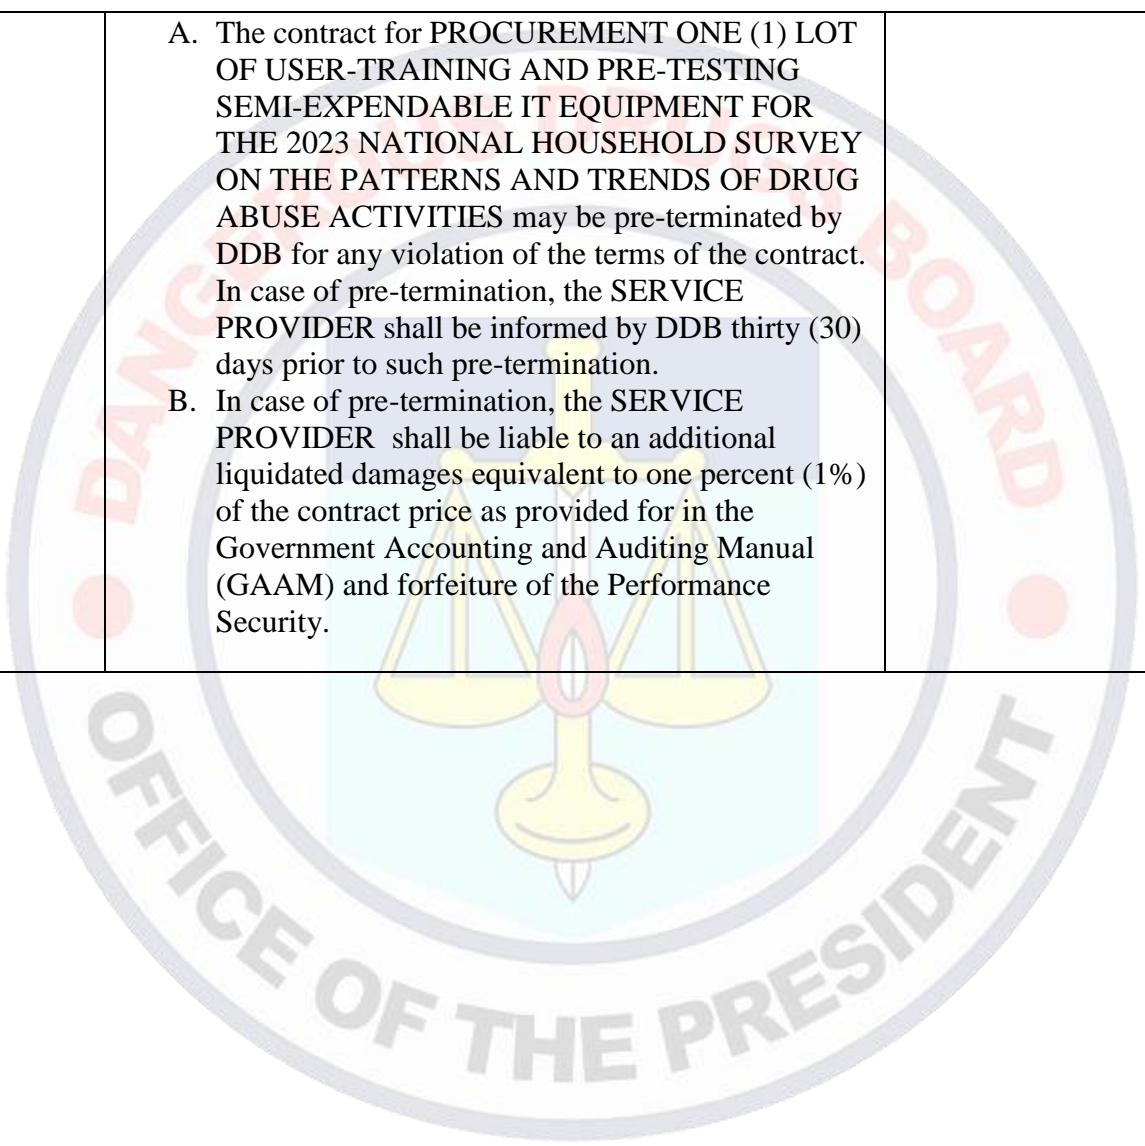 A. The contract for PROCUREMENT ONE (1) LOT
OF USER-TRAINING AND PRE-TESTING
SEMI-EXPENDABLE IT EQUIPMENT FOR
THE 2023 NATIONAL HOUSEHOLD SURVEY
ON THE PATTERNS AND TRENDS OF DRUG
ABUSE ACTIVITIES may be pre-terminated by
DDB for any violation of the terms of the contract.
In case of pre-termination, the SERVICE
PROVIDER shall be informed by DDB thirty (30)
days prior to such pre-termination.
B. In case of pre-termination, the SERVICE
PROVIDER shall be liable to an additional
liquidated damages equivalent to one percent (1%)
of the contract price as provided for in the
Government Accounting and Auditing Manual
(GAAM) and forfeiture of the Performance
Security.
DANGEROUS DRUGS BOARD
OFFICE OF THE PRESIDENT